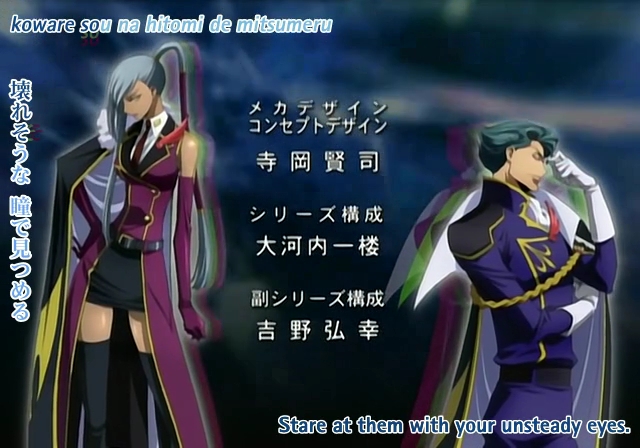 koware sou na hitomi de mitsumeru
壊れそうな 瞳で見つめる
メカデザイン
コンセプトデザイン
寺岡賢司
シリーズ構成
大河内一楼
副シリーズ構成
吉野弘幸
Stare at them with your unsteady eyes.